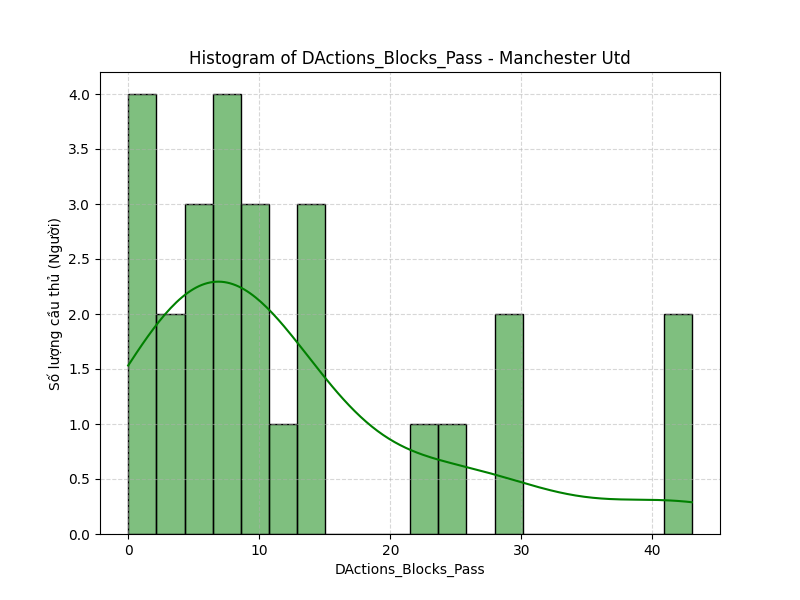 Histogram of DActions_Blocks_Pass - Manchester Utd
4.0
3.5
3.0
2.5
2.0
1.5
1.0
0.5
0.0
Số lượng cầu thủ (Người)
0 10 20 30 40
DActions_Blocks_Pass